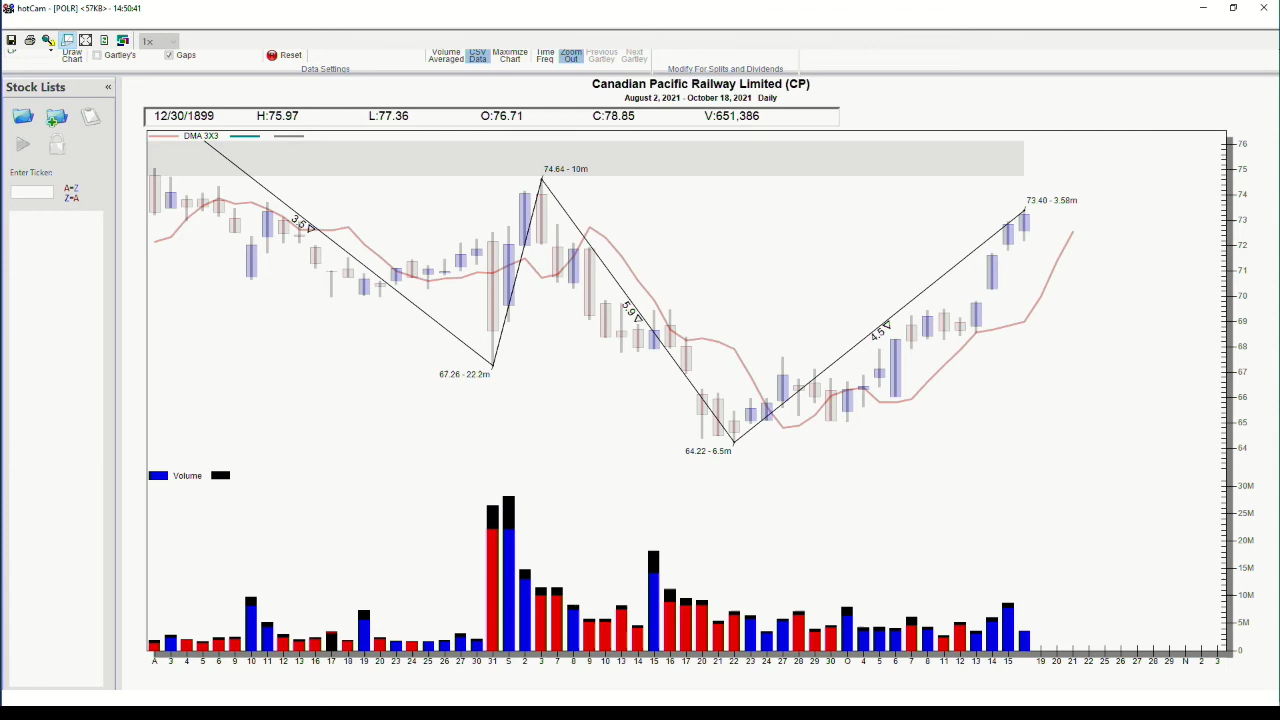 hotCam - [POLR] <57KB> - 14:50:41
1x
Draw Chart
Gartley's
Gaps
Reset
Volume Averaged
CSV Data
Maximize Chart
Time Freq
Zoom Out
Previous Gartley
Next Gartley
Data Settings
Modify For Splits and Dividends
Stock Lists «
Enter Ticker:
A=Z
Z=A
Canadian Pacific Railway Limited (CP)
August 2, 2021 - October 18, 2021 Daily
12/30/1899 H:75.97 L:77.36 O:76.71 C:78.85 V:651,386
DMA 3X3
74.64 - 10m
73.40 - 3.58m
3.5
5.9
4.5
67.26 - 22.2m
64.22 - 6.5m
76
75
74
73
72
71
70
69
68
67
66
65
64
Volume
30M
25M
20M
15M
10M
5M
0
A 3 4 5 6 9 10 11 12 13 16 17 18 19 20 23 24 25 26 27 30 31 S 2 3 7 8 9 10 13 14 15 16 17 20 21 22 23 24 27 28 29 30 O 4 5 6 7 8 11 12 13 14 15 19 20 21 22 25 26 27 28 29 N 2 3